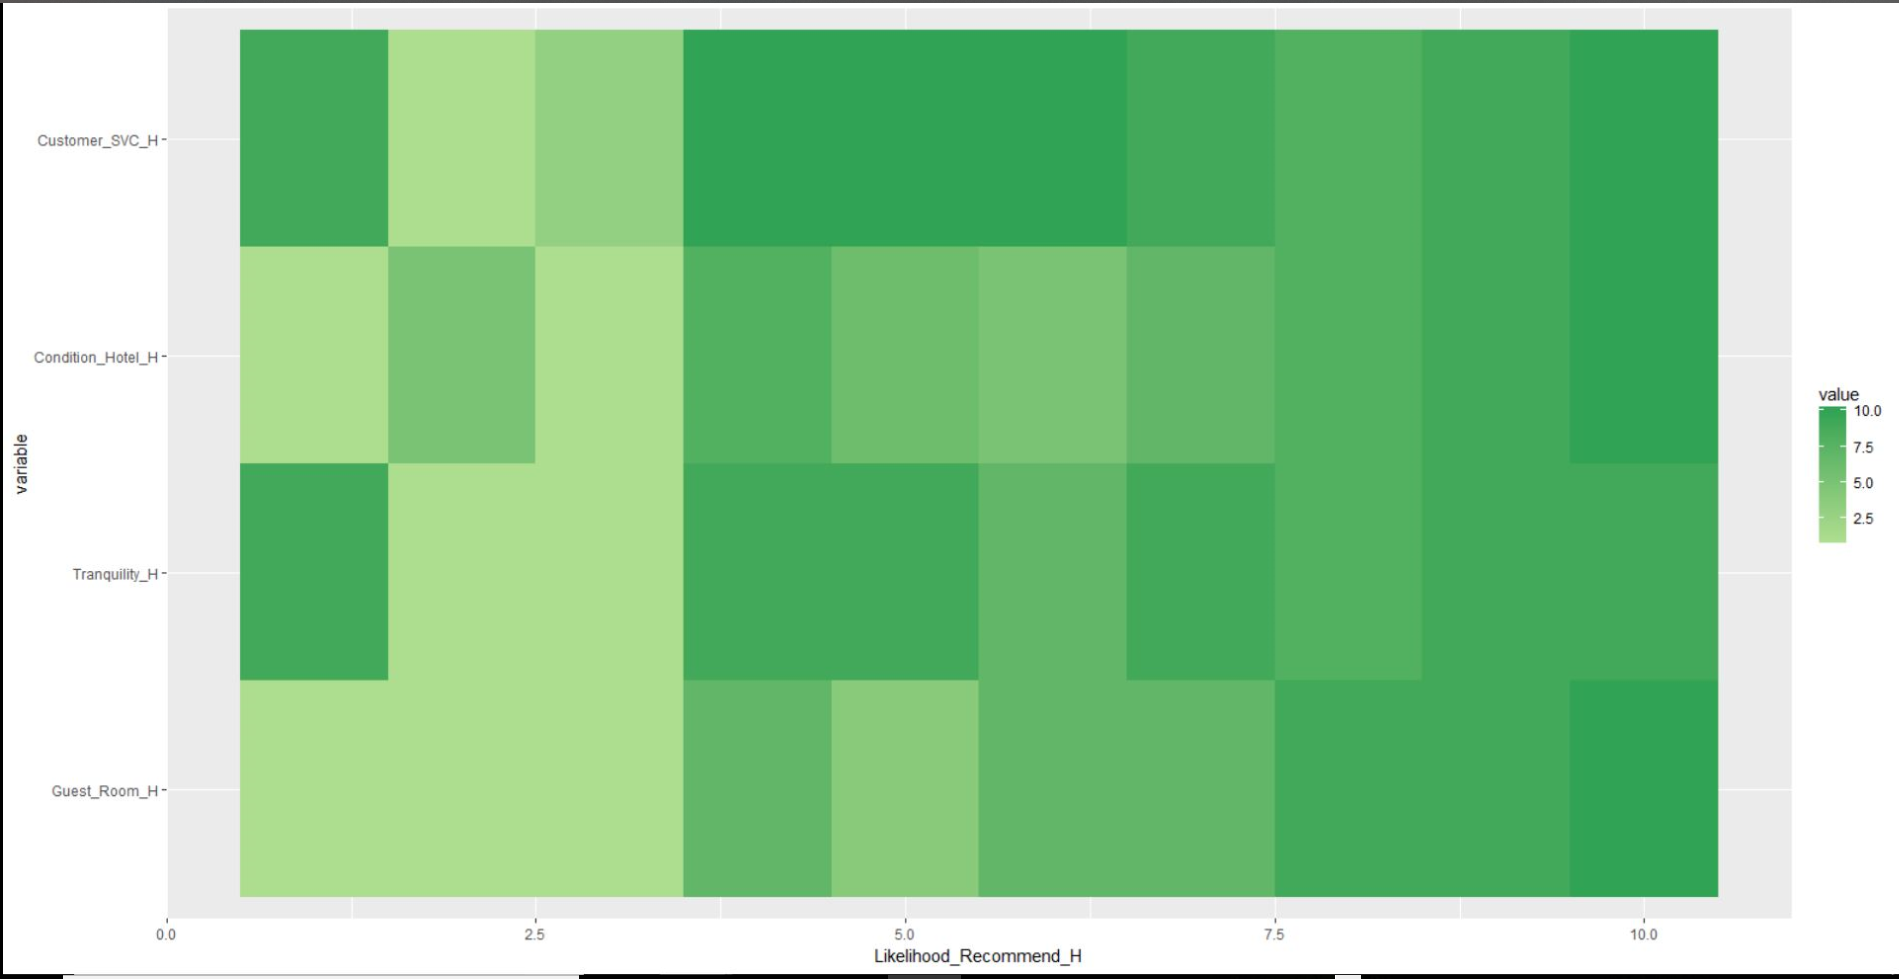 Customer_SVC_H
Condition_Hotel_H
Tranquility_H
Guest_Room_H
variable
0.0 2.5 5.0 7.5 10.0
Likelihood_Recommend_H
value
10.0
7.5
5.0
2.5